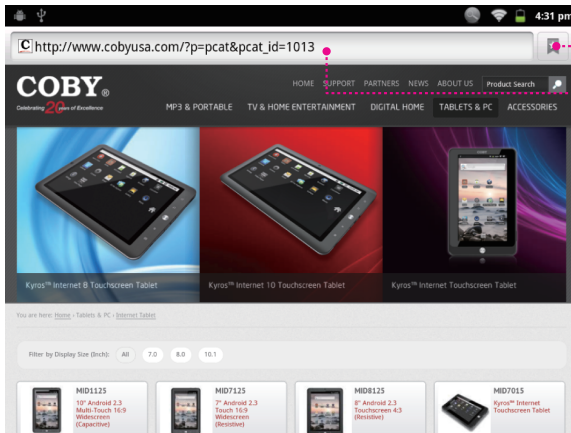 4:31 pm
C http://www.cobyusa.com/?p=pcat&pcat_id=1013
COBY®
Celebrating 20 years of Excellence
HOME SUPPORT PARTNERS NEWS ABOUT US Product Search
MP3 & PORTABLE TV & HOME ENTERTAINMENT DIGITAL HOME TABLETS & PC ACCESSORIES
Kyros™ Internet 8 Touchscreen Tablet
Kyros™ Internet 10 Touchscreen Tablet
Kyros™ Internet Touchscreen Tablet
You are here: Home › Tablets & PC › Internet Tablet
Filter by Display Size (Inch): All 7.0 8.0 10.1
MID1125
10" Android 2.3
Multi-Touch 16:9
Widescreen
(Capacitive)
MID7125
7" Android 2.3
Touch 16:9
Widescreen
(Resistive)
MID8125
8" Android 2.3
Touchscreen 4:3
(Resistive)
MID7015
Kyros™ Internet
Touchscreen Tablet